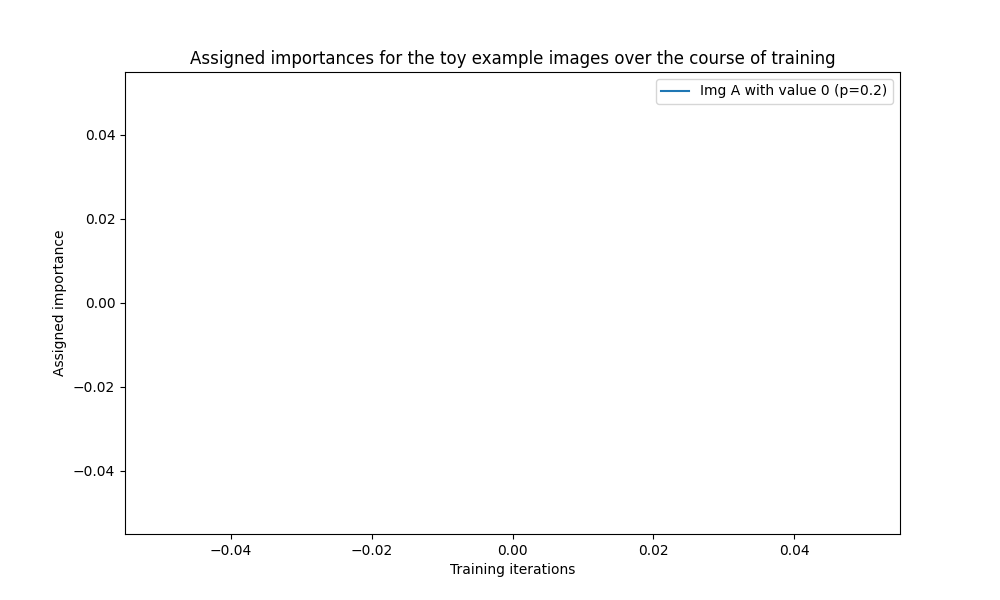 Assigned importances for the toy example images over the course of training
Img A with value 0 (p=0.2)
0.04
0.02
0.00
−0.02
−0.04
Assigned importance
−0.04
−0.02
0.00
0.02
0.04
Training iterations